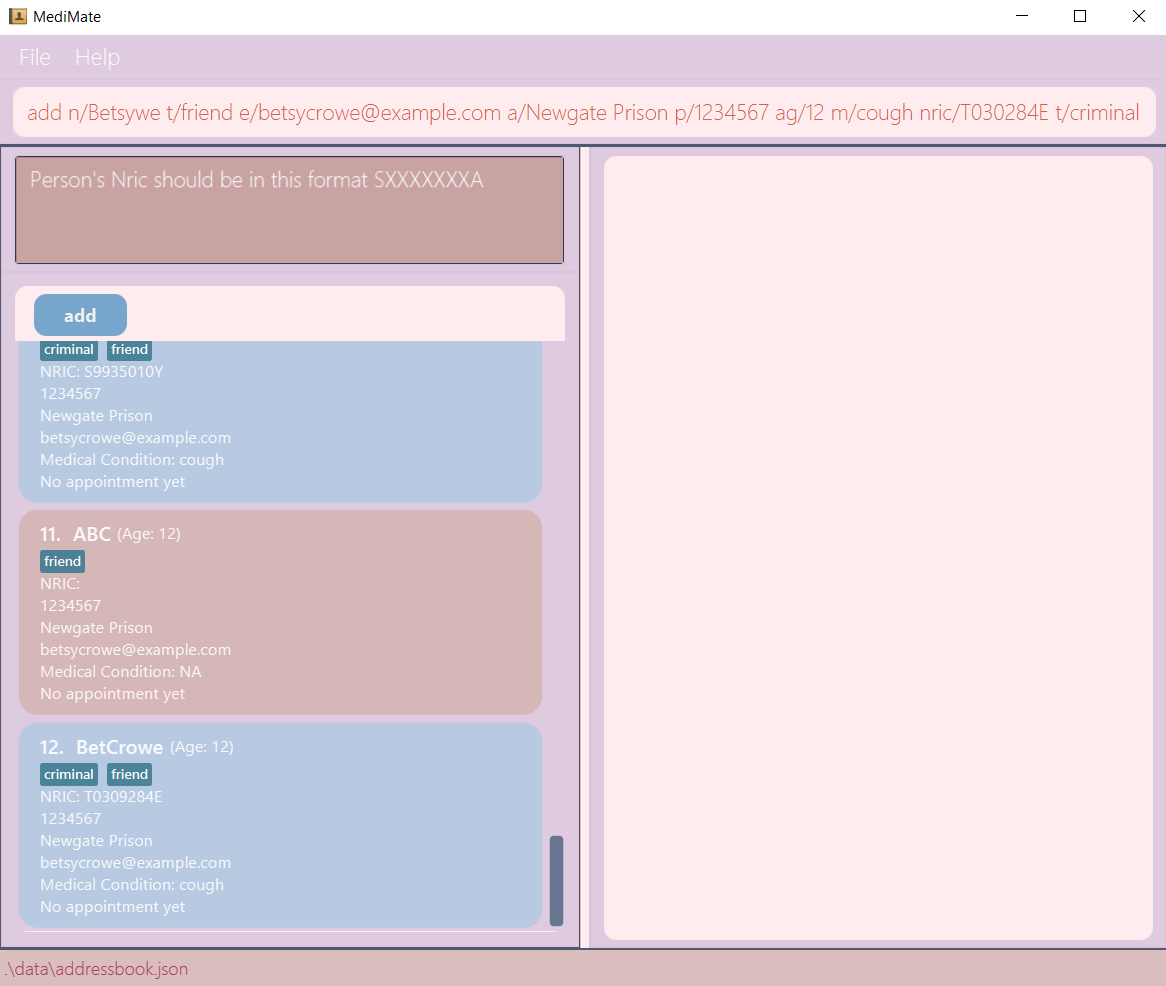 MediMate
File Help
add n/Betsywe t/friend e/betsycrowe@example.com a/Newgate Prison p/1234567 ag/12 m/cough nric/T030284E t/criminal
Person's Nric should be in this format SXXXXXXXA
add
criminal friend
NRIC: S9935010Y
1234567
Newgate Prison
betsycrowe@example.com
Medical Condition: cough
No appointment yet
11. ABC (Age: 12)
friend
NRIC:
1234567
Newgate Prison
betsycrowe@example.com
Medical Condition: NA
No appointment yet
12. BetCrowe (Age: 12)
criminal friend
NRIC: T0309284E
1234567
Newgate Prison
betsycrowe@example.com
Medical Condition: cough
No appointment yet
.\data\addressbook.json